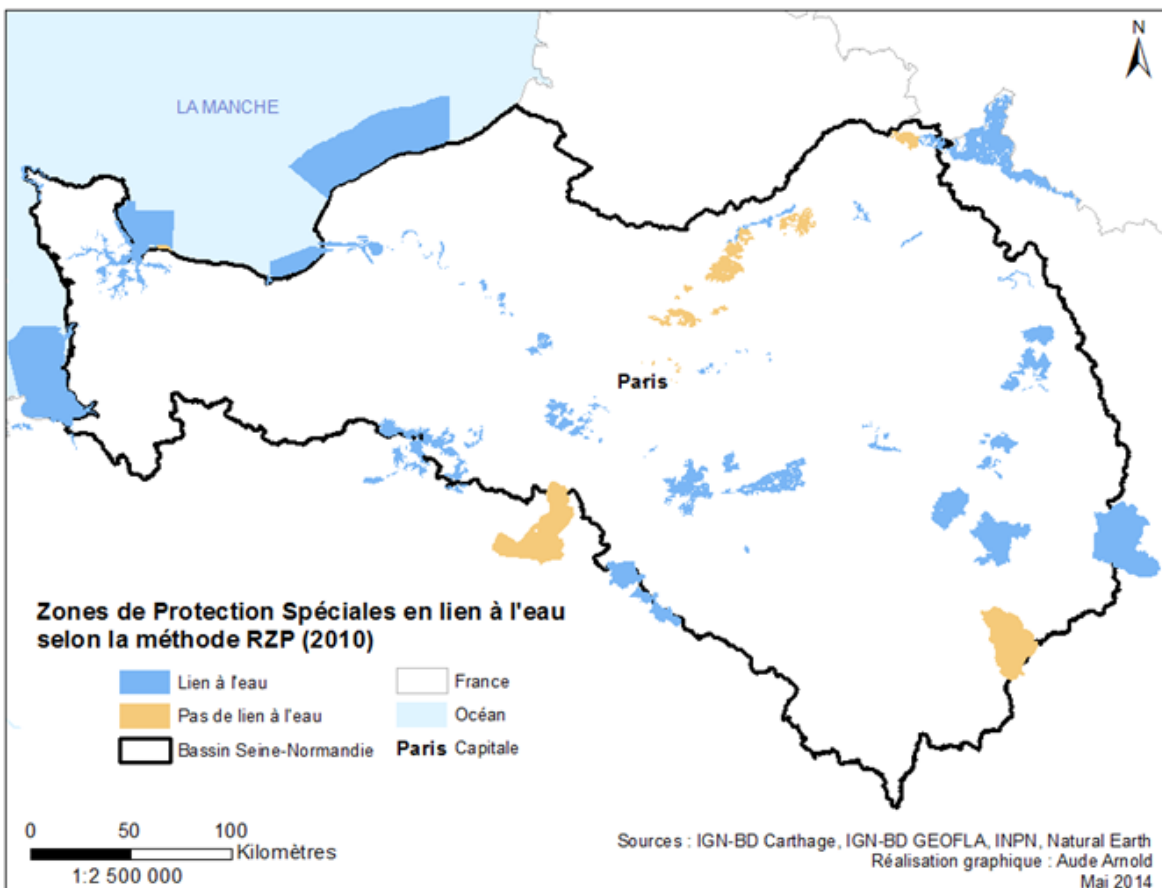 N
LA MANCHE
Paris
Zones de Protection Spéciales en lien à l'eau
selon la méthode RZP (2010)
Lien à l'eau
Pas de lien à l'eau
Bassin Seine-Normandie
France
Océan
Paris Capitale
0 50 100
Kilomètres
1:2 500 000
Sources : IGN-BD Carthage, IGN-BD GEOFLA, INPN, Natural Earth
Réalisation graphique : Aude Arnold
Mai 2014